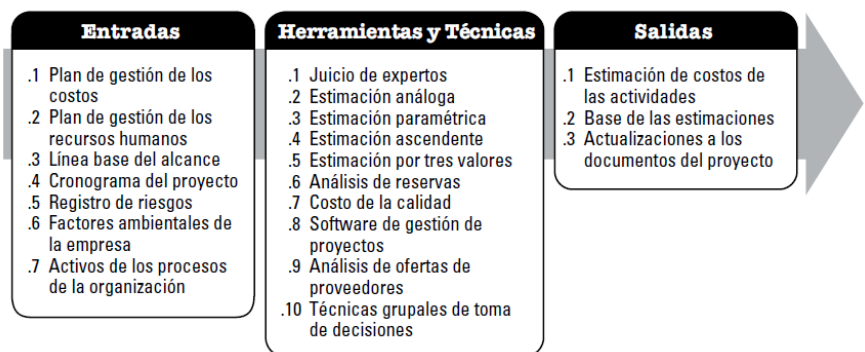 Entradas
.1 Plan de gestión de los
costos
.2 Plan de gestión de los
recursos humanos
.3 Línea base del alcance
.4 Cronograma del proyecto
.5 Registro de riesgos
.6 Factores ambientales de
la empresa
.7 Activos de los procesos
de la organización
Herramientas y Técnicas
.1 Juicio de expertos
.2 Estimación análoga
.3 Estimación paramétrica
.4 Estimación ascendente
.5 Estimación por tres valores
.6 Análisis de reservas
.7 Costo de la calidad
.8 Software de gestión de
proyectos
.9 Análisis de ofertas de
proveedores
.10 Técnicas grupales de toma
de decisiones
Salidas
.1 Estimación de costos de
las actividades
.2 Base de las estimaciones
.3 Actualizaciones a los
documentos del proyecto